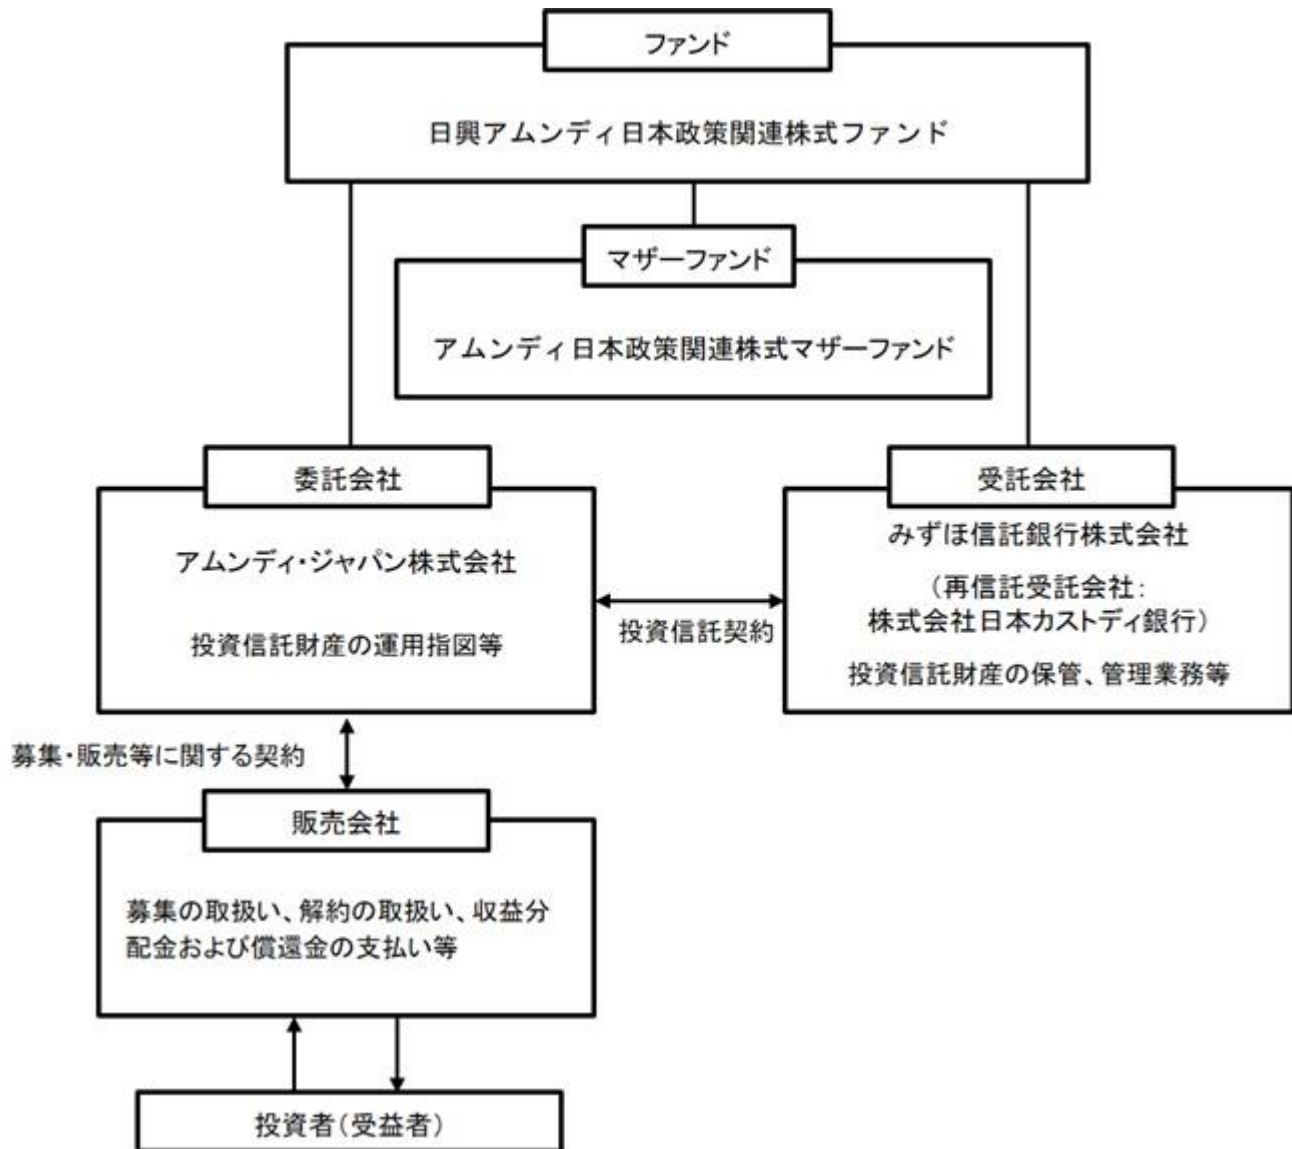 ファンド
日興アムンディ日本政策関連株式ファンド
マザーファンド
アムンディ日本政策関連株式マザーファンド
委託会社
アムンディ・ジャパン株式会社
投資信託財産の運用指図等
投資信託契約
受託会社
みずほ信託銀行株式会社
（再信託受託会社：
株式会社日本カストディ銀行）
投資信託財産の保管、管理業務等
募集・販売等に関する契約
販売会社
募集の取扱い、解約の取扱い、収益分
配金および償還金の支払い等
投資者（受益者）